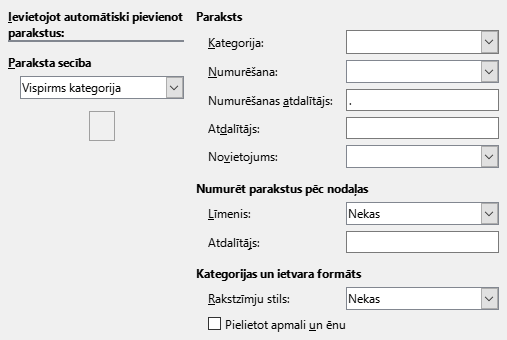 Ievietojot automātiski pievienot
parakstus:
Paraksta secība
Vispirms kategorija
Paraksts
Kategorija:
Numurēšana:
Numurēšanas atdalītājs: .
Atdalītājs:
Novietojums:
Numurēt parakstus pēc nodaļas
Līmenis: Nekas
Atdalītājs:
Kategorijas un ietvara formāts
Rakstzīmju stils: Nekas
Pielietot apmali un ēnu